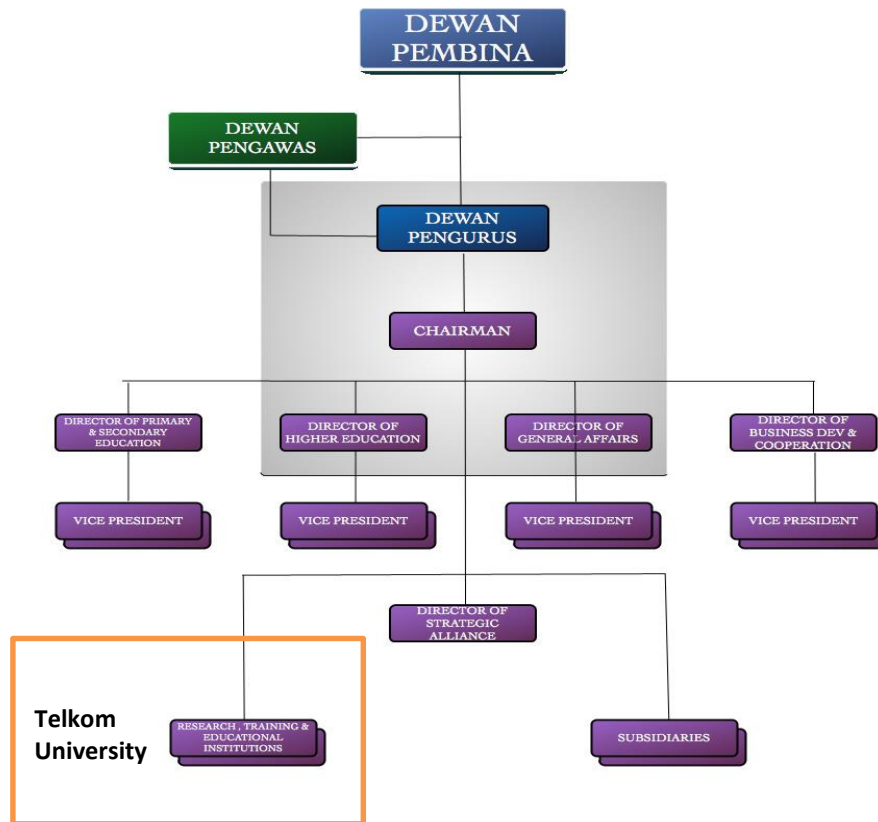 DEWAN
PEMBINA
DEWAN
PENGAWAS
DEWAN
PENGURUS
CHAIRMAN
DIRECTOR OF PRIMARY
& SECONDARY
EDUCATION
DIRECTOR OF
HIGHER EDUCATION
DIRECTOR OF
GENERAL AFFAIRS
DIRECTOR OF
BUSINESS DEV &
COOPERATION
VICE PRESIDENT
VICE PRESIDENT
VICE PRESIDENT
VICE PRESIDENT
DIRECTOR OF
STRATEGIC
ALLIANCE
Telkom
University
RESEARCH , TRAINING &
EDUCATIONAL
INSTITUTIONS
SUBSIDIARIES